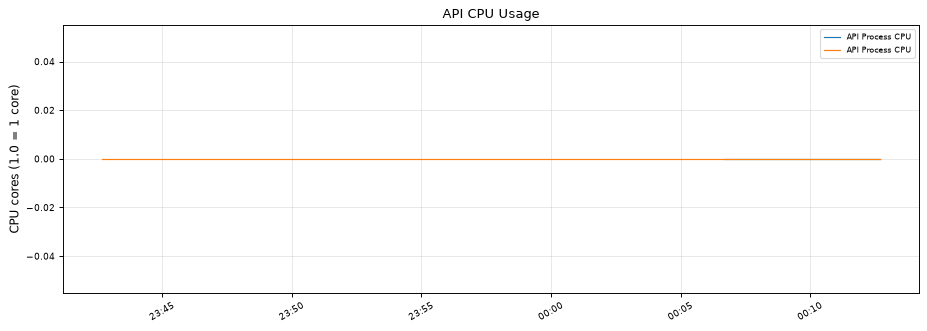 API CPU Usage
API Process CPU
API Process CPU
CPU cores (1.0 = 1 core)
0.04
0.02
0.00
−0.02
−0.04
23:45
23:50
23:55
00:00
00:05
00:10